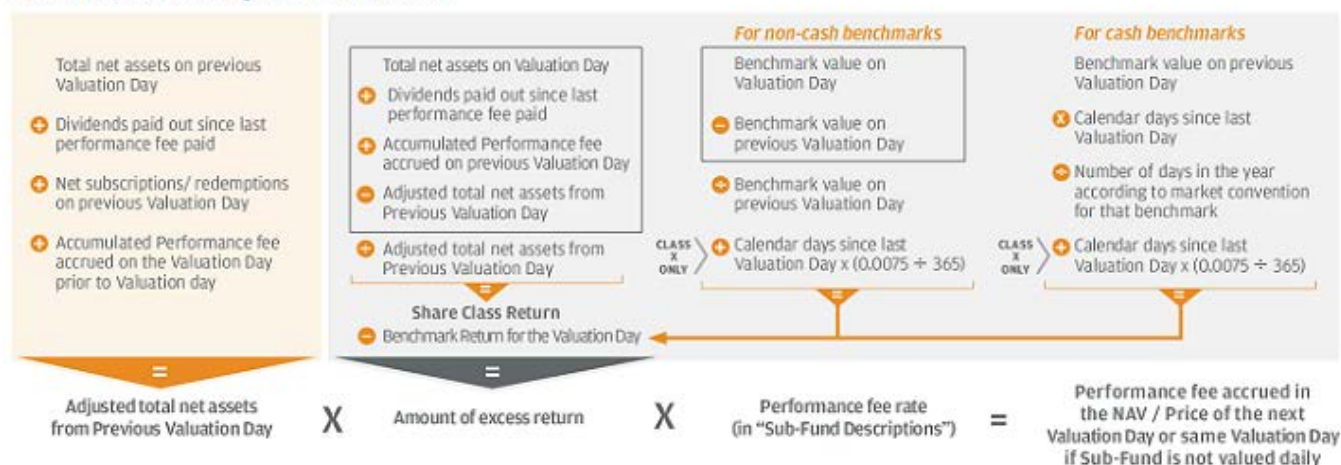 Total net assets on previous
Valuation Day
+ Dividends paid out since last
performance fee paid
+ Net subscriptions/ redemptions
on previous Valuation Day
+ Accumulated Performance fee
accrued on the Valuation Day
prior to Valuation day
=
Adjusted total net assets
from Previous Valuation Day
X
Total net assets on Valuation Day
+ Dividends paid out since last
performance fee paid
+ Accumulated Performance fee
accrued on previous Valuation Day
− Adjusted total net assets from
Previous Valuation Day
÷ Adjusted total net assets from
Previous Valuation Day
=
Share Class Return
− Benchmark Return for the Valuation Day
=
Amount of excess return
For non-cash benchmarks
Benchmark value on
Valuation Day
− Benchmark value on
previous Valuation Day
÷ Benchmark value on
previous Valuation Day
CLASS
X
ONLY
+ Calendar days since last
Valuation Day x (0.0075 ÷ 365)
=
For cash benchmarks
Benchmark value on previous
Valuation Day
X Calendar days since last
Valuation Day
÷ Number of days in the year
according to market convention
for that benchmark
CLASS
X
ONLY
+ Calendar days since last
Valuation Day x (0.0075 ÷ 365)
=
X
Performance fee rate
(in "Sub-Fund Descriptions")
=
Performance fee accrued in
the NAV / Price of the next
Valuation Day or same Valuation Day
if Sub-Fund is not valued daily